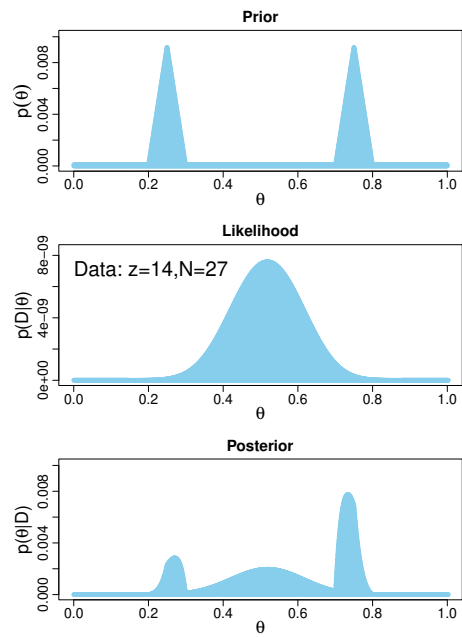 Prior
p(θ)
0.000 0.004 0.008
0.0 0.2 0.4 0.6 0.8 1.0
θ
Likelihood
Data: z=14,N=27
p(D|θ)
0e+00 4e-09 8e-09
0.0 0.2 0.4 0.6 0.8 1.0
θ
Posterior
p(θ|D)
0.000 0.004 0.008
0.0 0.2 0.4 0.6 0.8 1.0
θ